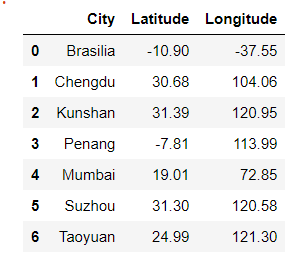 City Latitude Longitude
0 Brasilia -10.90 -37.55
1 Chengdu 30.68 104.06
2 Kunshan 31.39 120.95
3 Penang -7.81 113.99
4 Mumbai 19.01 72.85
5 Suzhou 31.30 120.58
6 Taoyuan 24.99 121.30